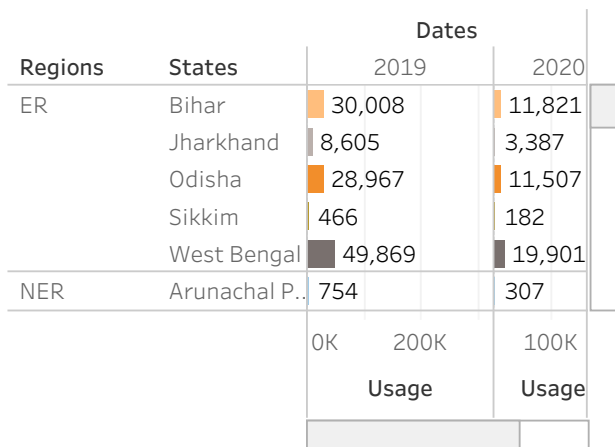 Dates
Regions States 2019 2020
ER Bihar 30,008 11,821
Jharkhand 8,605 3,387
Odisha 28,967 11,507
Sikkim 466 182
West Bengal 49,869 19,901
NER Arunachal P.. 754 307
0K 200K 100K
Usage Usage